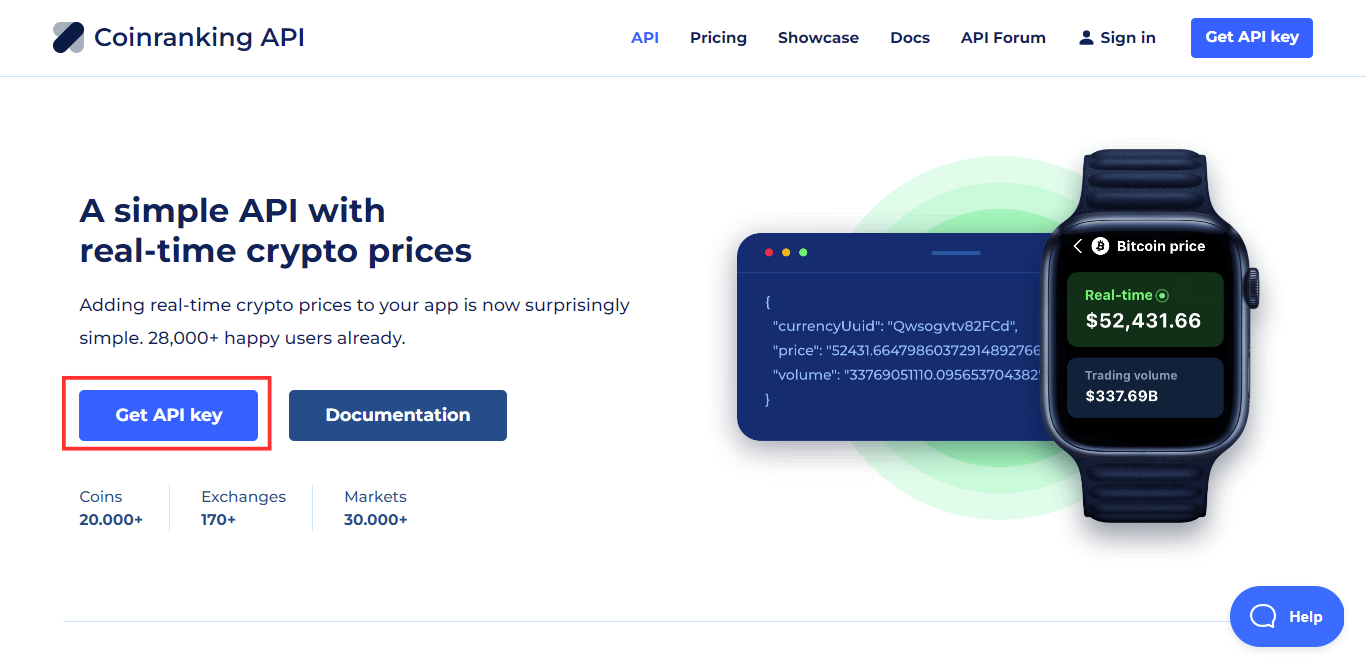 Coinranking API
API
Pricing
Showcase
Docs
API Forum
Sign in
Get API key
A simple API with
real-time crypto prices
Adding real-time crypto prices to your app is now surprisingly
simple. 28,000+ happy users already.
Get API key
Documentation
Coins
20.000+
Exchanges
170+
Markets
30.000+
{
"currencyUuid": "Qwsogvtv82FCd",
"price": "52431.66479860372914892766
"volume": "33769051110.095653704382"
}
Bitcoin price
Real-time
$52,431.66
Trading volume
$337.69B
Help